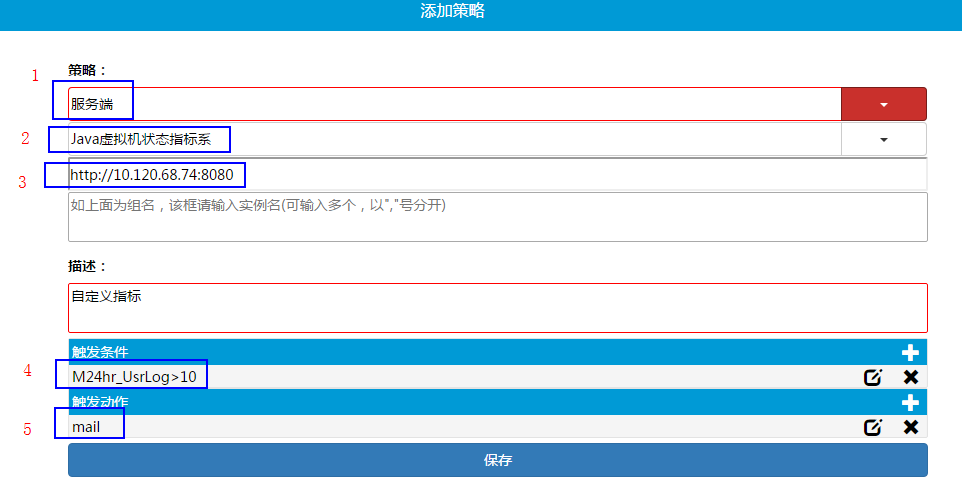 添加策略
1
策略：
服务端
2
Java虚拟机状态指标系
3
http://10.120.68.74:8080
如上面为组名，该框请输入实例名(可输入多个，以","号分开)
描述：
自定义指标
触发条件
4
M24hr_UsrLog>10
触发动作
5
mail
保存